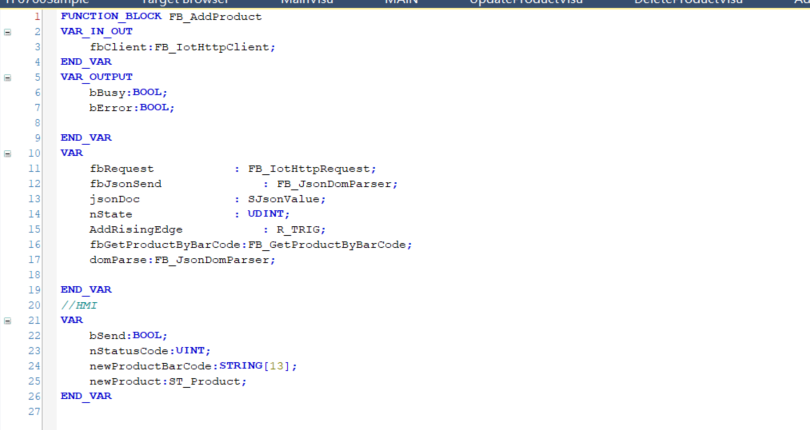 TF6760Sample Target Browser MainVisu MAIN UpdateProductVisu DeleteProductVisu
1 FUNCTION_BLOCK FB_AddProduct
2 VAR_IN_OUT
3 fbClient:FB_IotHttpClient;
4 END_VAR
5 VAR_OUTPUT
6 bBusy:BOOL;
7 bError:BOOL;
8
9 END_VAR
10 VAR
11 fbRequest : FB_IotHttpRequest;
12 fbJsonSend : FB_JsonDomParser;
13 jsonDoc : SJsonValue;
14 nState : UDINT;
15 AddRisingEdge : R_TRIG;
16 fbGetProductByBarCode:FB_GetProductByBarCode;
17 domParse:FB_JsonDomParser;
18
19 END_VAR
20 //HMI
21 VAR
22 bSend:BOOL;
23 nStatusCode:UINT;
24 newProductBarCode:STRING[13];
25 newProduct:ST_Product;
26 END_VAR
27